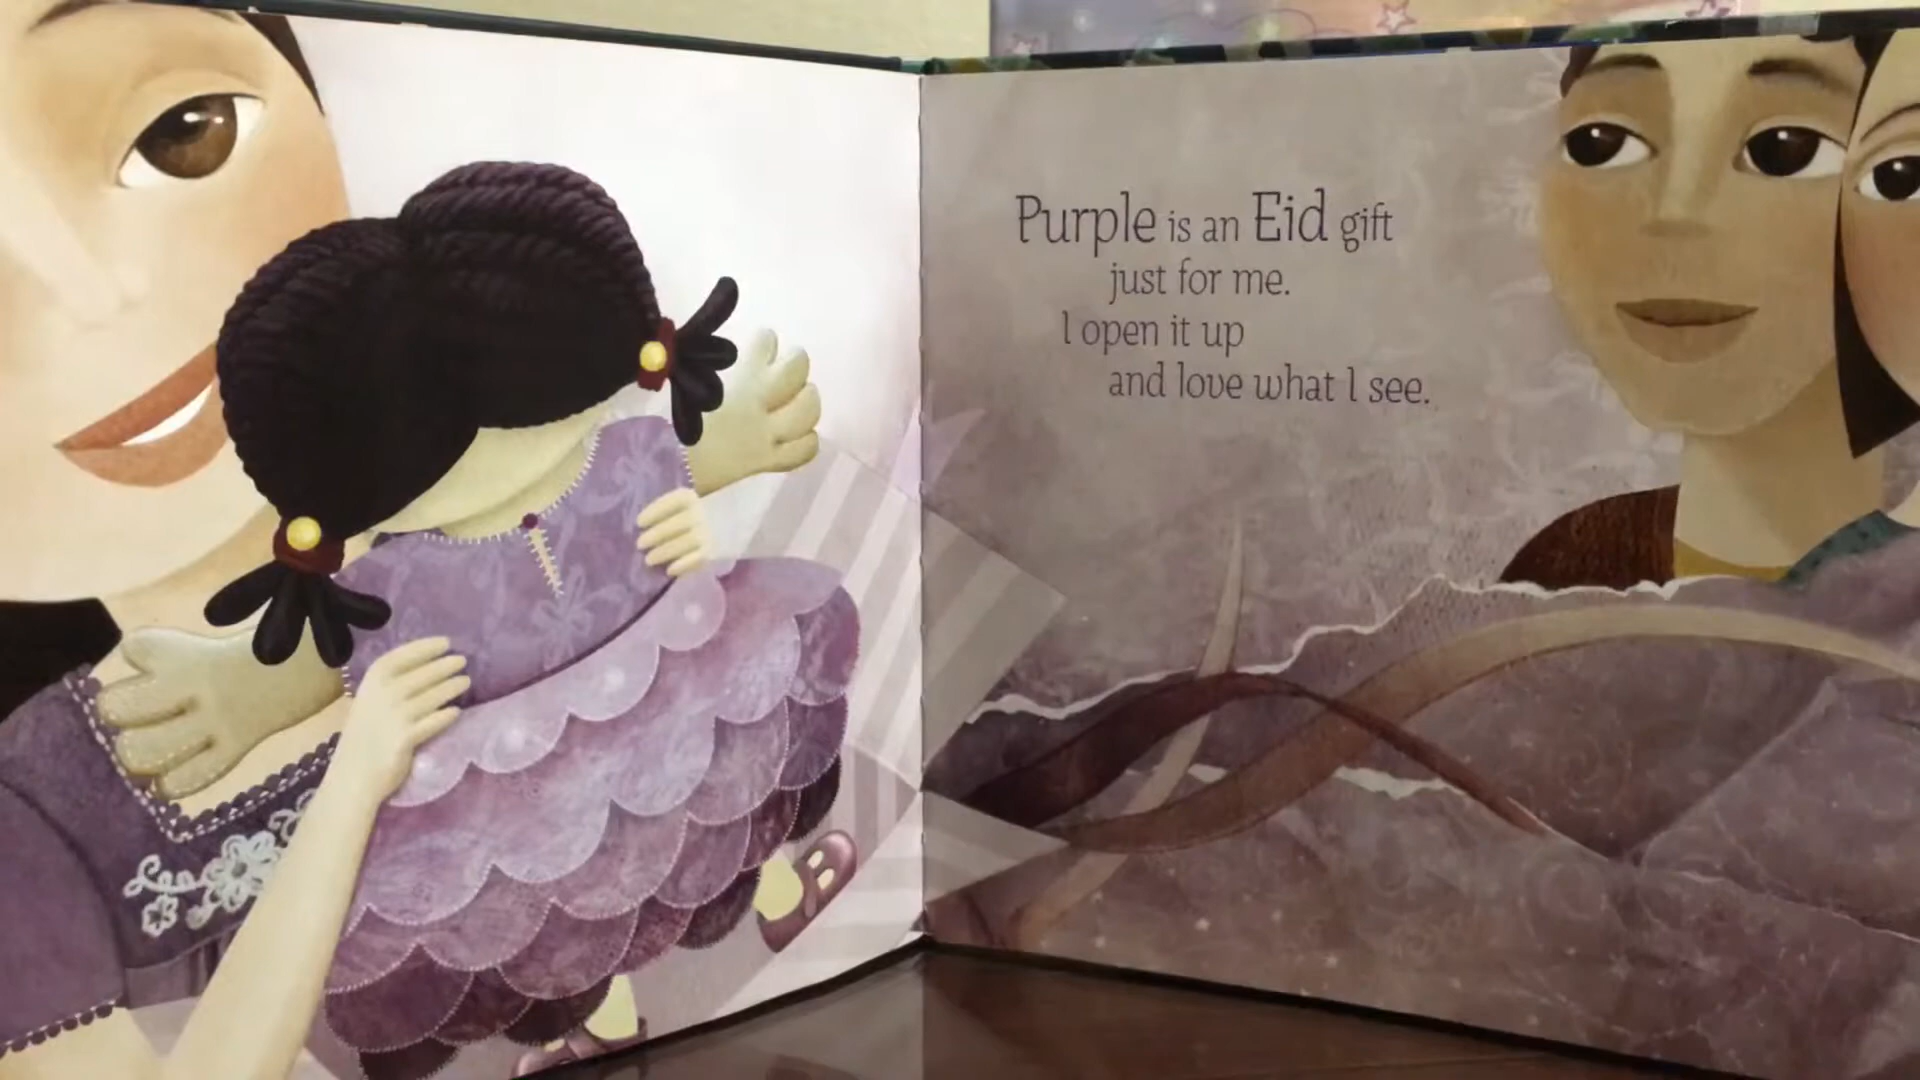 Purple is an Eid gift
just for me.
I open it up
and love what I see.